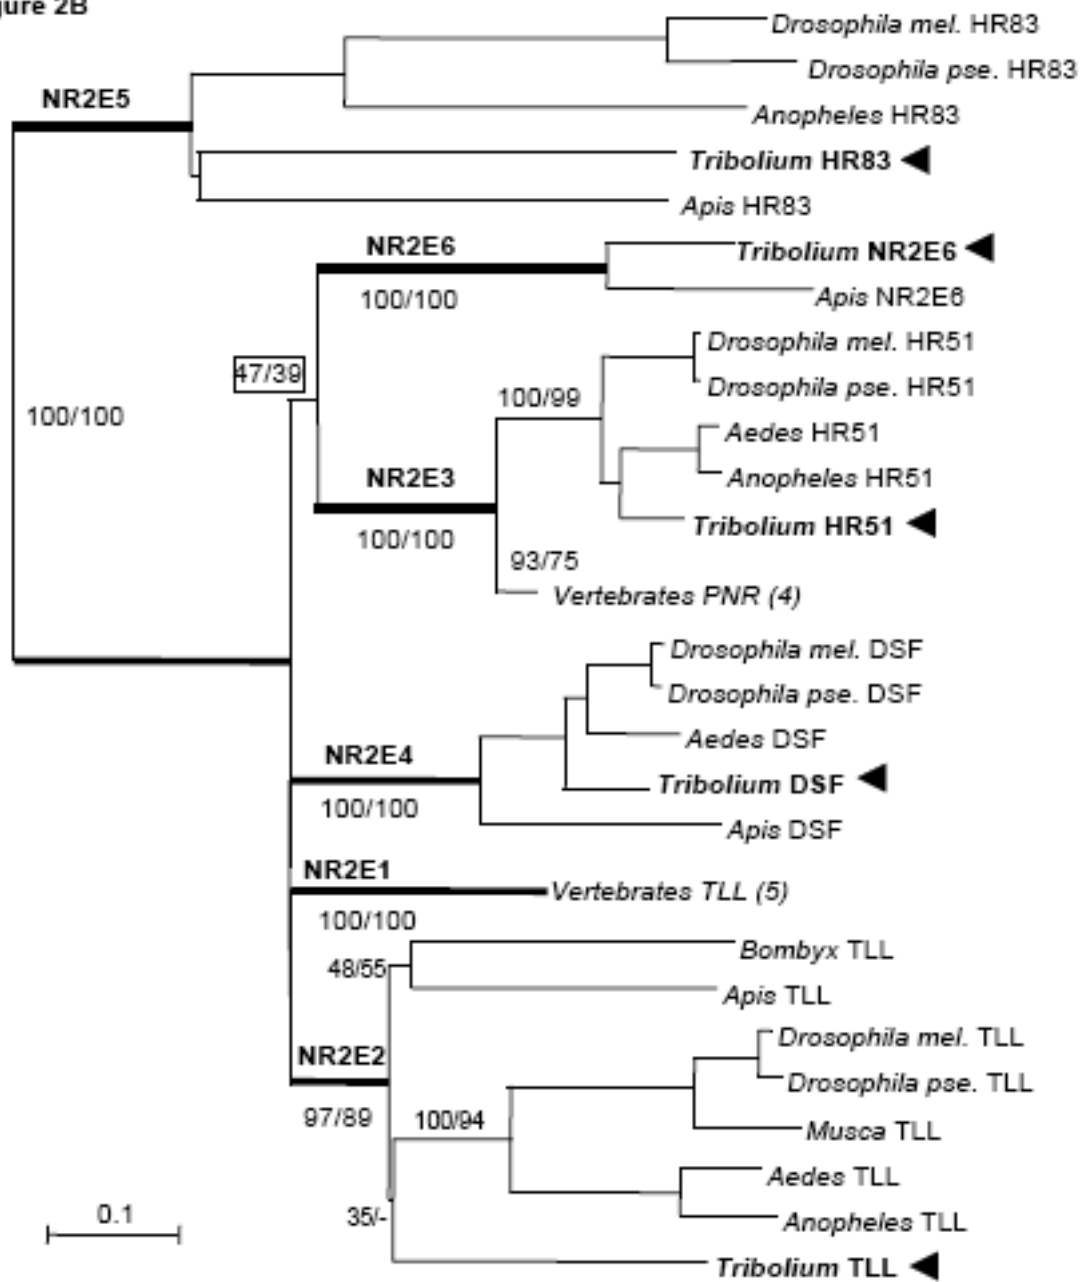 gure 2B
Drosophila mel. HR83
Drosophila pse. HR83
NR2E5
Anopheles HR83
Tribolium HR83
Apis HR83
NR2E6
Tribolium NR2E6
100/100
Apis NR2E6
Drosophila mel. HR51
47/39
Drosophila pse. HR51
100/99
100/100
Aedes HR51
NR2E3
Anopheles HR51
Tribolium HR51
100/100
93/75
Vertebrates PNR (4)
Drosophila mel. DSF
Drosophila pse. DSF
Aedes DSF
NR2E4
Tribolium DSF
100/100
Apis DSF
NR2E1
Vertebrates TLL (5)
100/100
Bombyx TLL
48/55
Apis TLL
Drosophila mel. TLL
NR2E2
Drosophila pse. TLL
97/89
100/94
Musca TLL
Aedes TLL
0.1
35/-
Anopheles TLL
Tribolium TLL